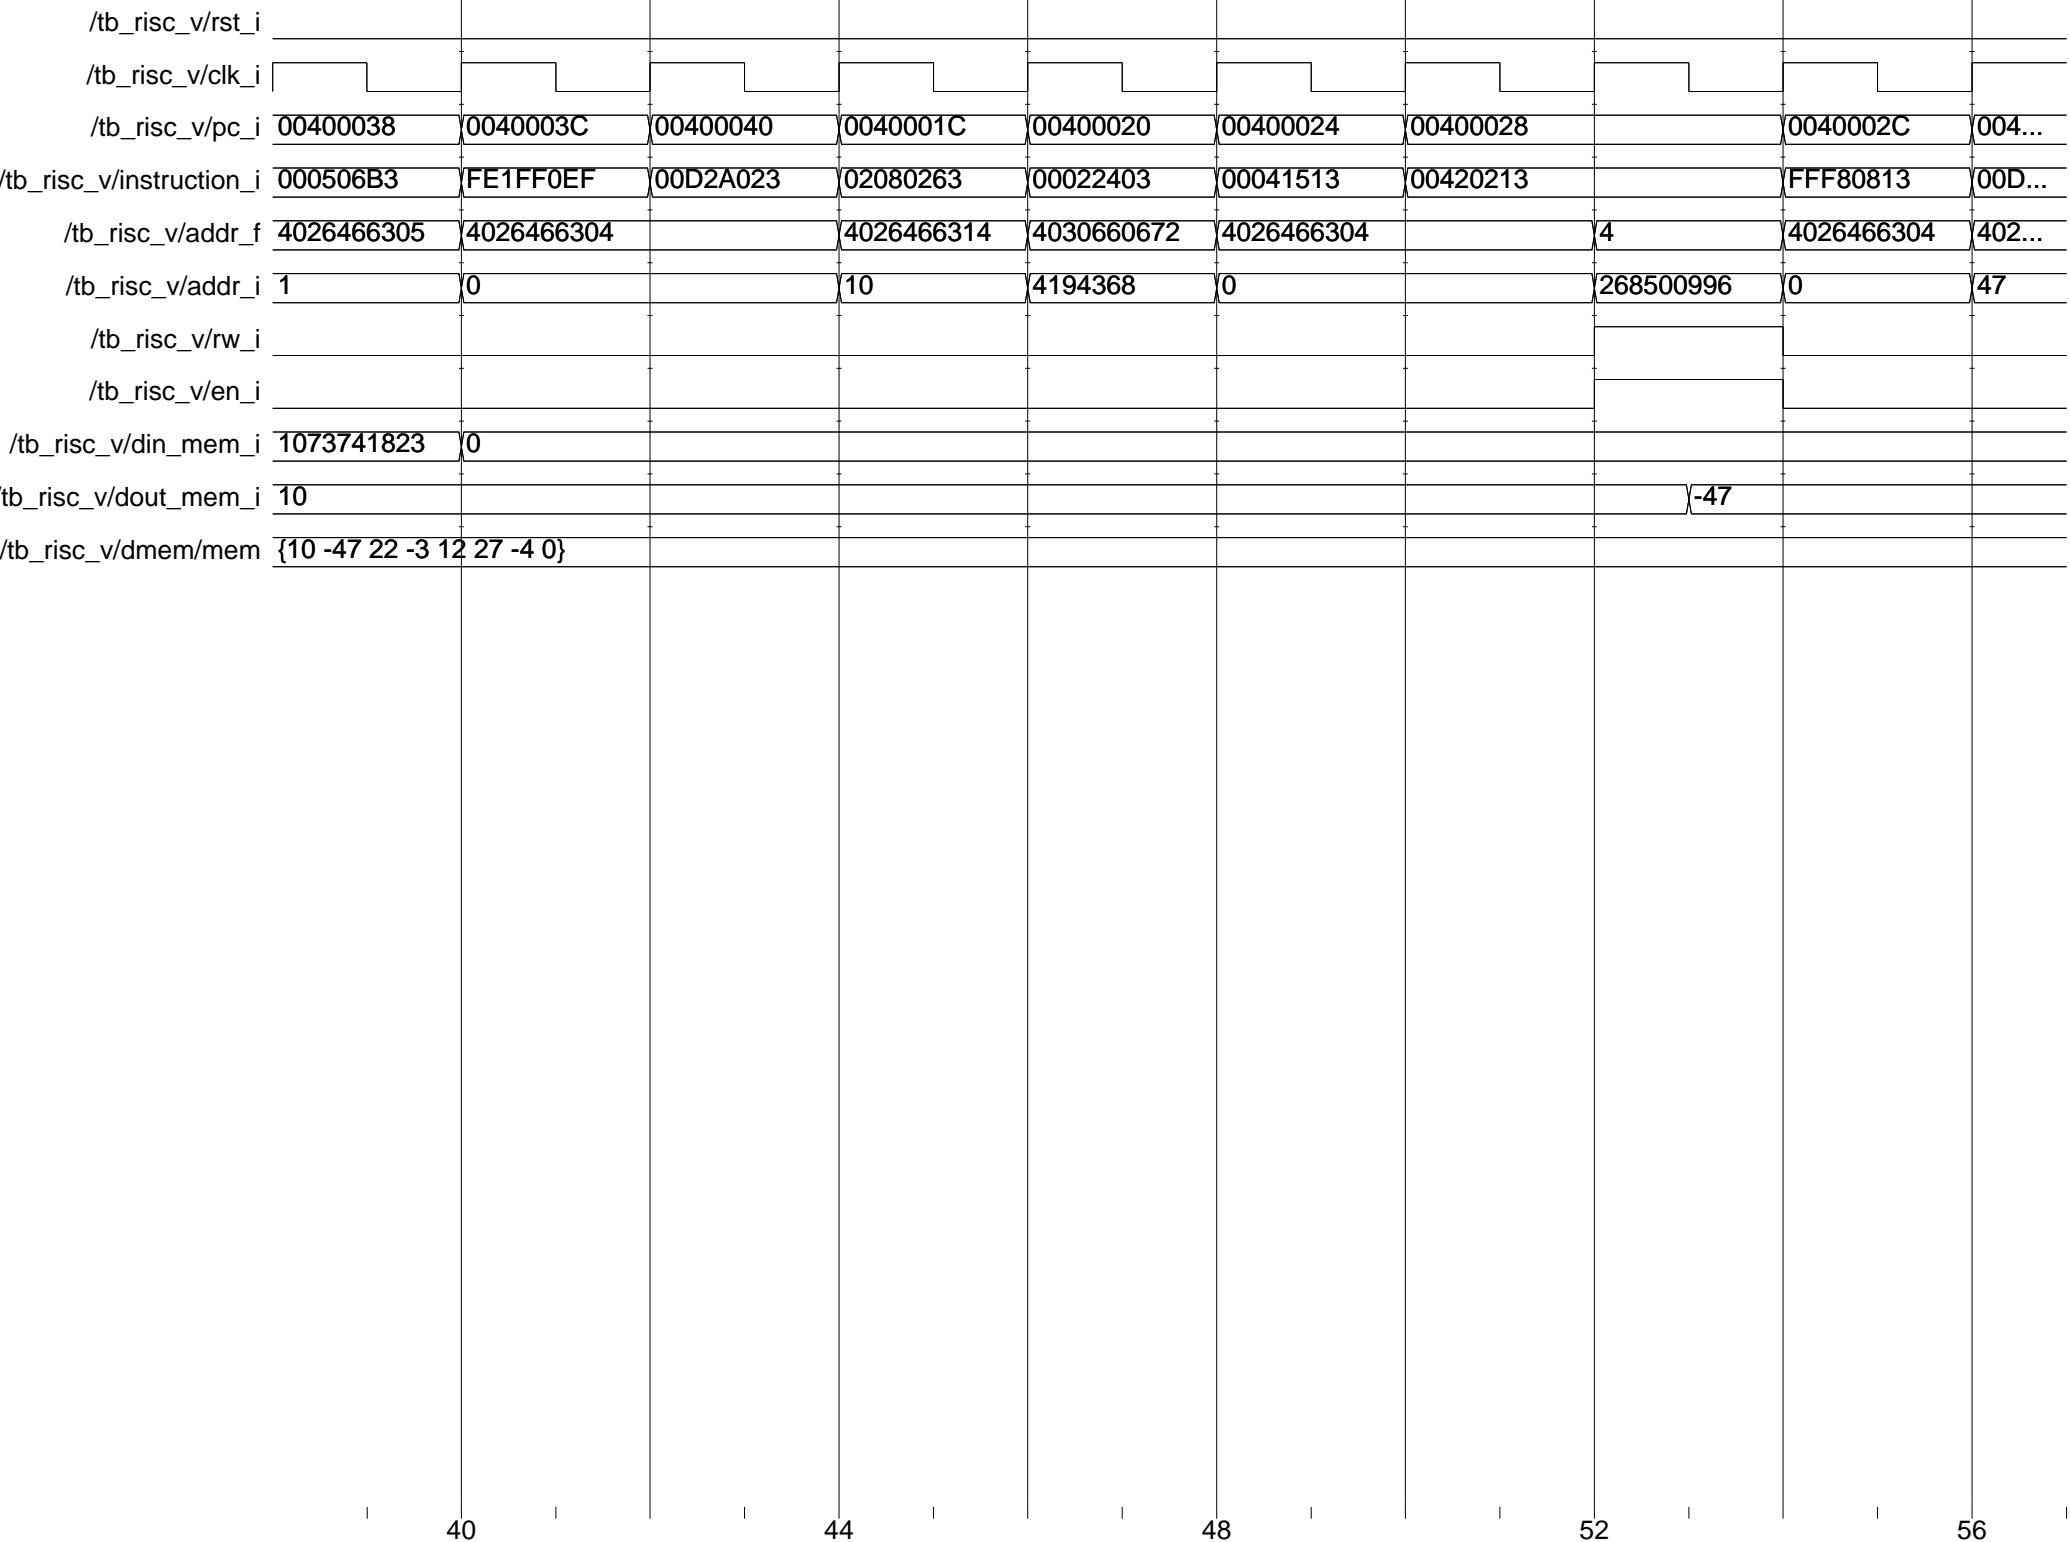 /tb_risc_v/rst_i
/tb_risc_v/clk_i
/tb_risc_v/pc_i 00400038 0040003C 00400040 0040001C 00400020 00400024 00400028 0040002C 004...
/tb_risc_v/instruction_i 000506B3 FE1FF0EF 00D2A023 02080263 00022403 00041513 00420213 FFF80813 00D...
/tb_risc_v/addr_f 4026466305 4026466304 4026466314 4030660672 4026466304 4 4026466304 402...
/tb_risc_v/addr_i 1 0 10 4194368 0 268500996 0 47
/tb_risc_v/rw_i
/tb_risc_v/en_i
/tb_risc_v/din_mem_i 1073741823 0
/tb_risc_v/dout_mem_i 10 -47
/tb_risc_v/dmem/mem {10 -47 22 -3 12 27 -4 0}
40 44 48 52 56